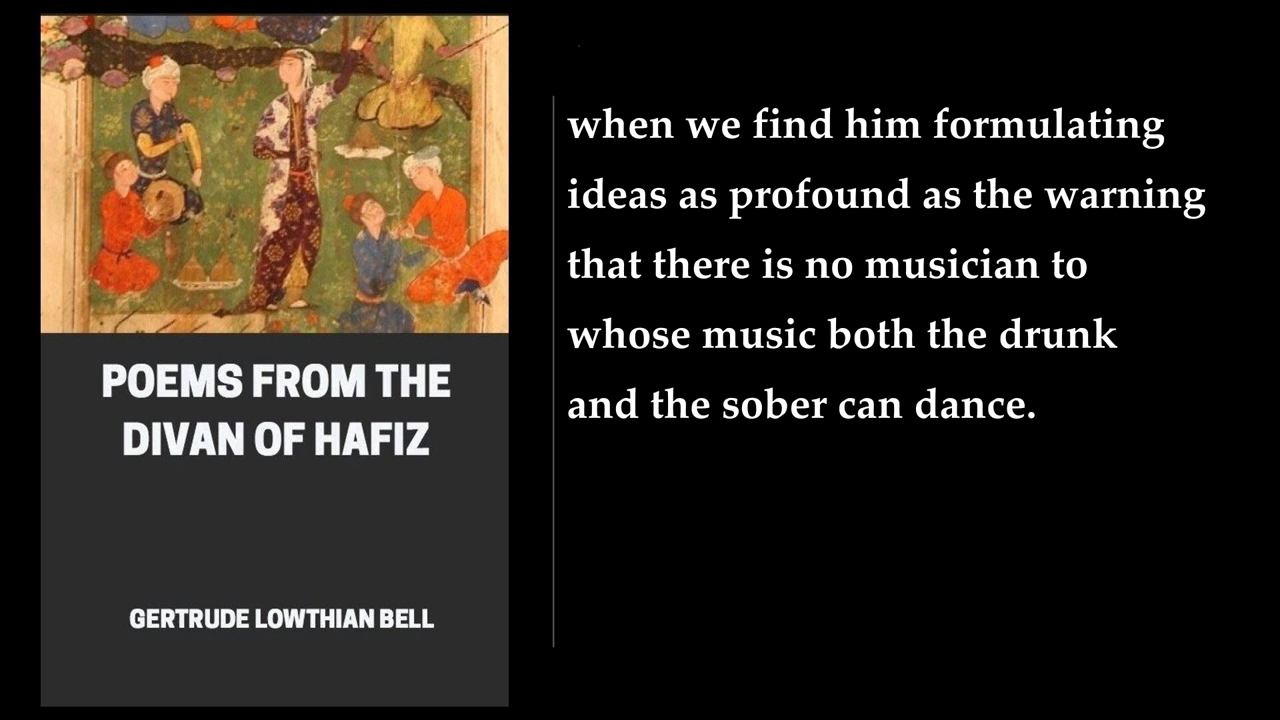 POEMS FROM THE
DIVAN OF HAFIZ
GERTRUDE LOWTHIAN BELL
when we find him formulating
ideas as profound as the warning
that there is no musician to
whose music both the drunk
and the sober can dance.